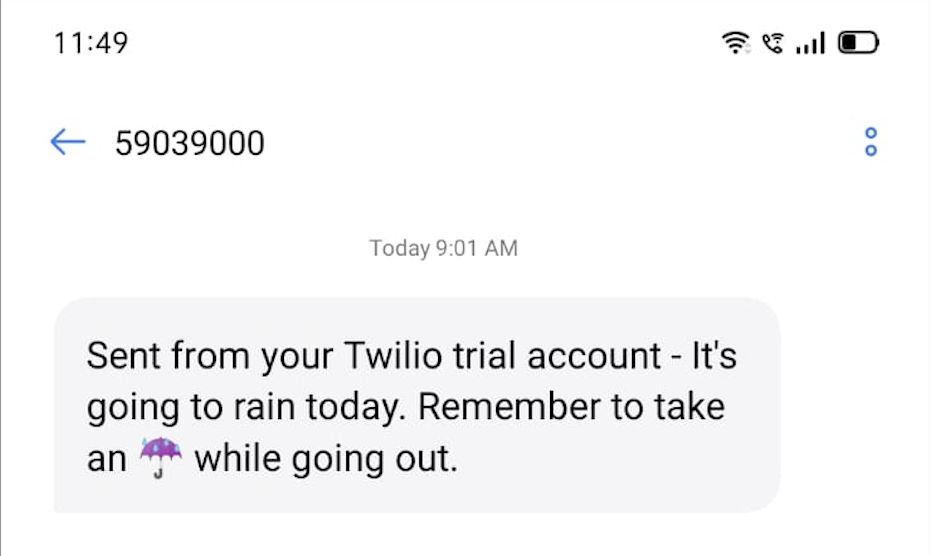 11:49
59039000
Today 9:01 AM
Sent from your Twilio trial account - It's
going to rain today. Remember to take
an ☔ while going out.